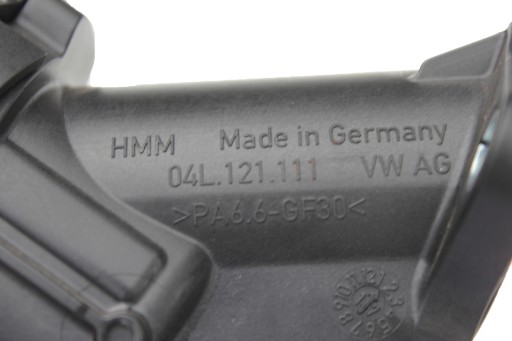 HMM Made in Germany
04L.121.111 VW AG
>PA6.6-GF30<